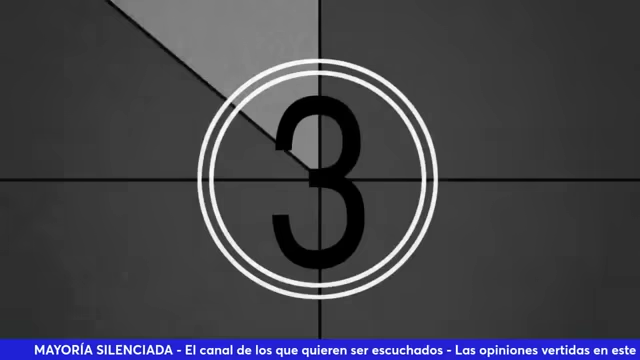 3
MAYORÍA SILENCIADA - El canal de los que quieren ser escuchados - Las opiniones vertidas en este